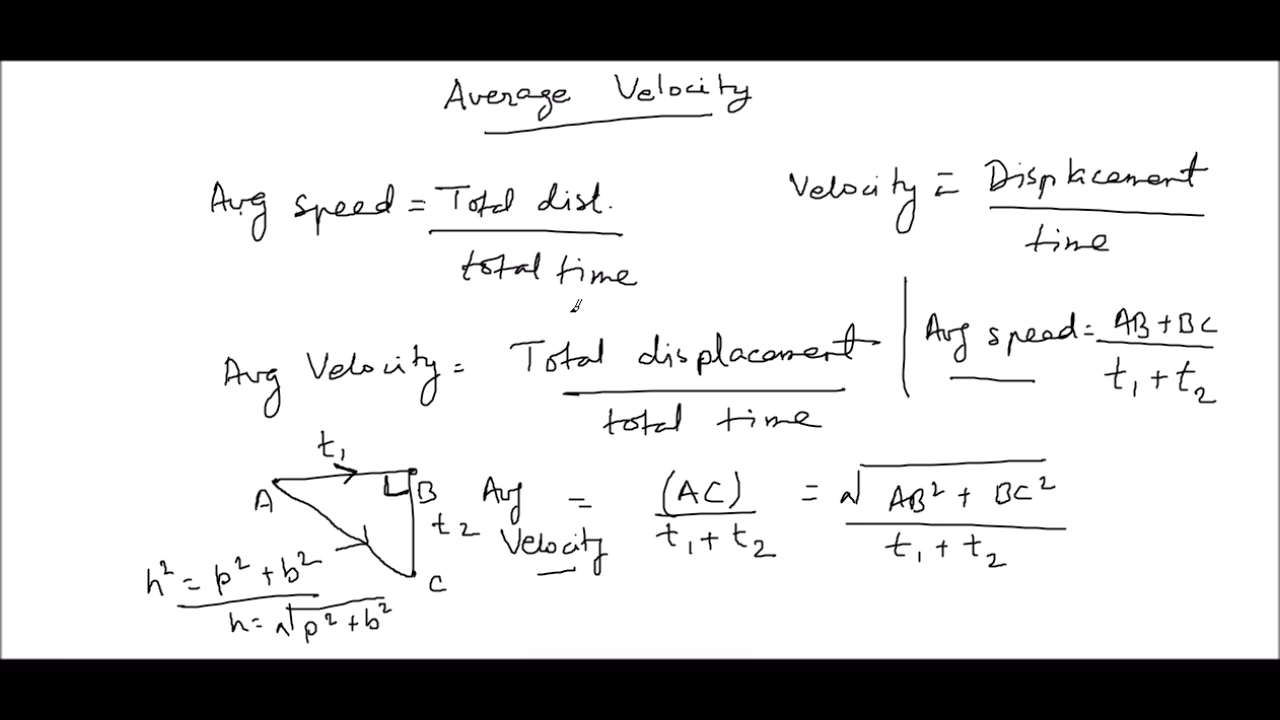 Average Velocity
Avg speed = Total dist. / total time
Velocity = Displacement / time
Avg Velocity = Total displacement / total time
Avg speed = AB + BC / t₁ + t₂
t₁
A
B
t₂
C
h² = p² + b²
h = √p² + b²
Avg Velocity = (AC) / t₁ + t₂ = √AB² + BC² / t₁ + t₂